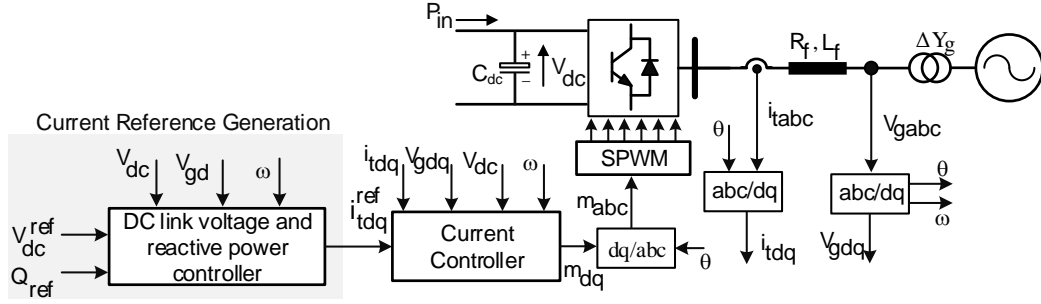 P_in
C_dc
+
−
V_dc
R_f , L_f
ΔY_g
i_tabc
V_gabc
SPWM
θ
abc/dq
i_tdq
abc/dq
θ
ω
V_gdq
m_abc
dq/abc
θ
Current Reference Generation
V_dc
V_gd
ω
V_dc^ref
Q_ref
DC link voltage and
reactive power
controller
i_tdq^ref
i_tdq
V_gdq
V_dc
ω
Current
Controller
m_dq